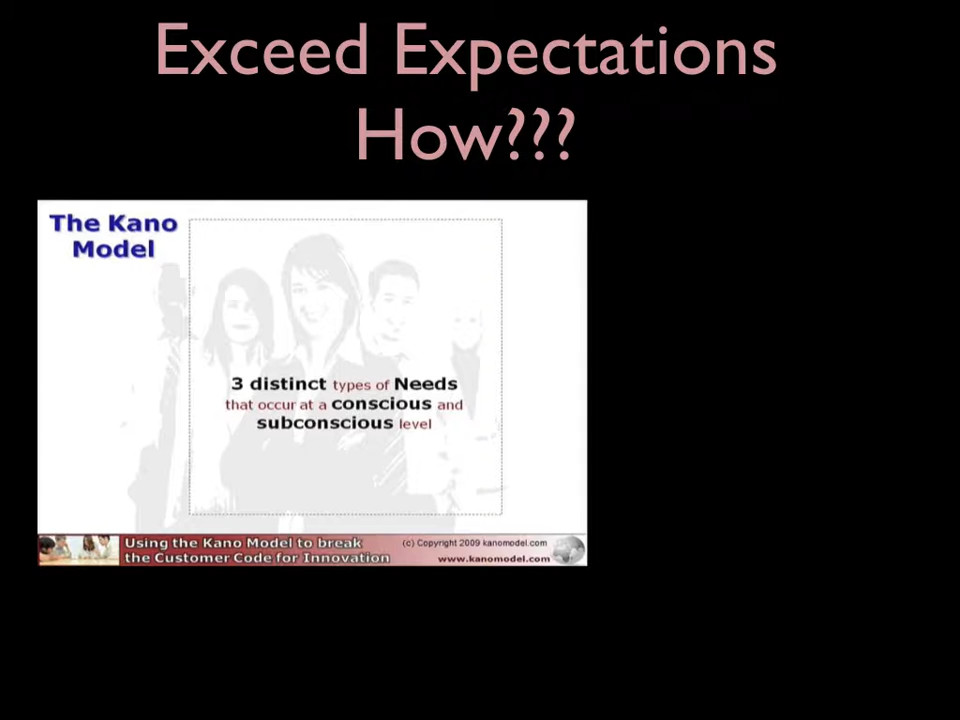 Exceed Expectations
How???
The Kano
Model
3 distinct types of Needs
that occur at a conscious and
subconscious level
Using the Kano Model to break
the Customer Code for Innovation
(c) Copyright 2009 kanomodel.com
www.kanomodel.com